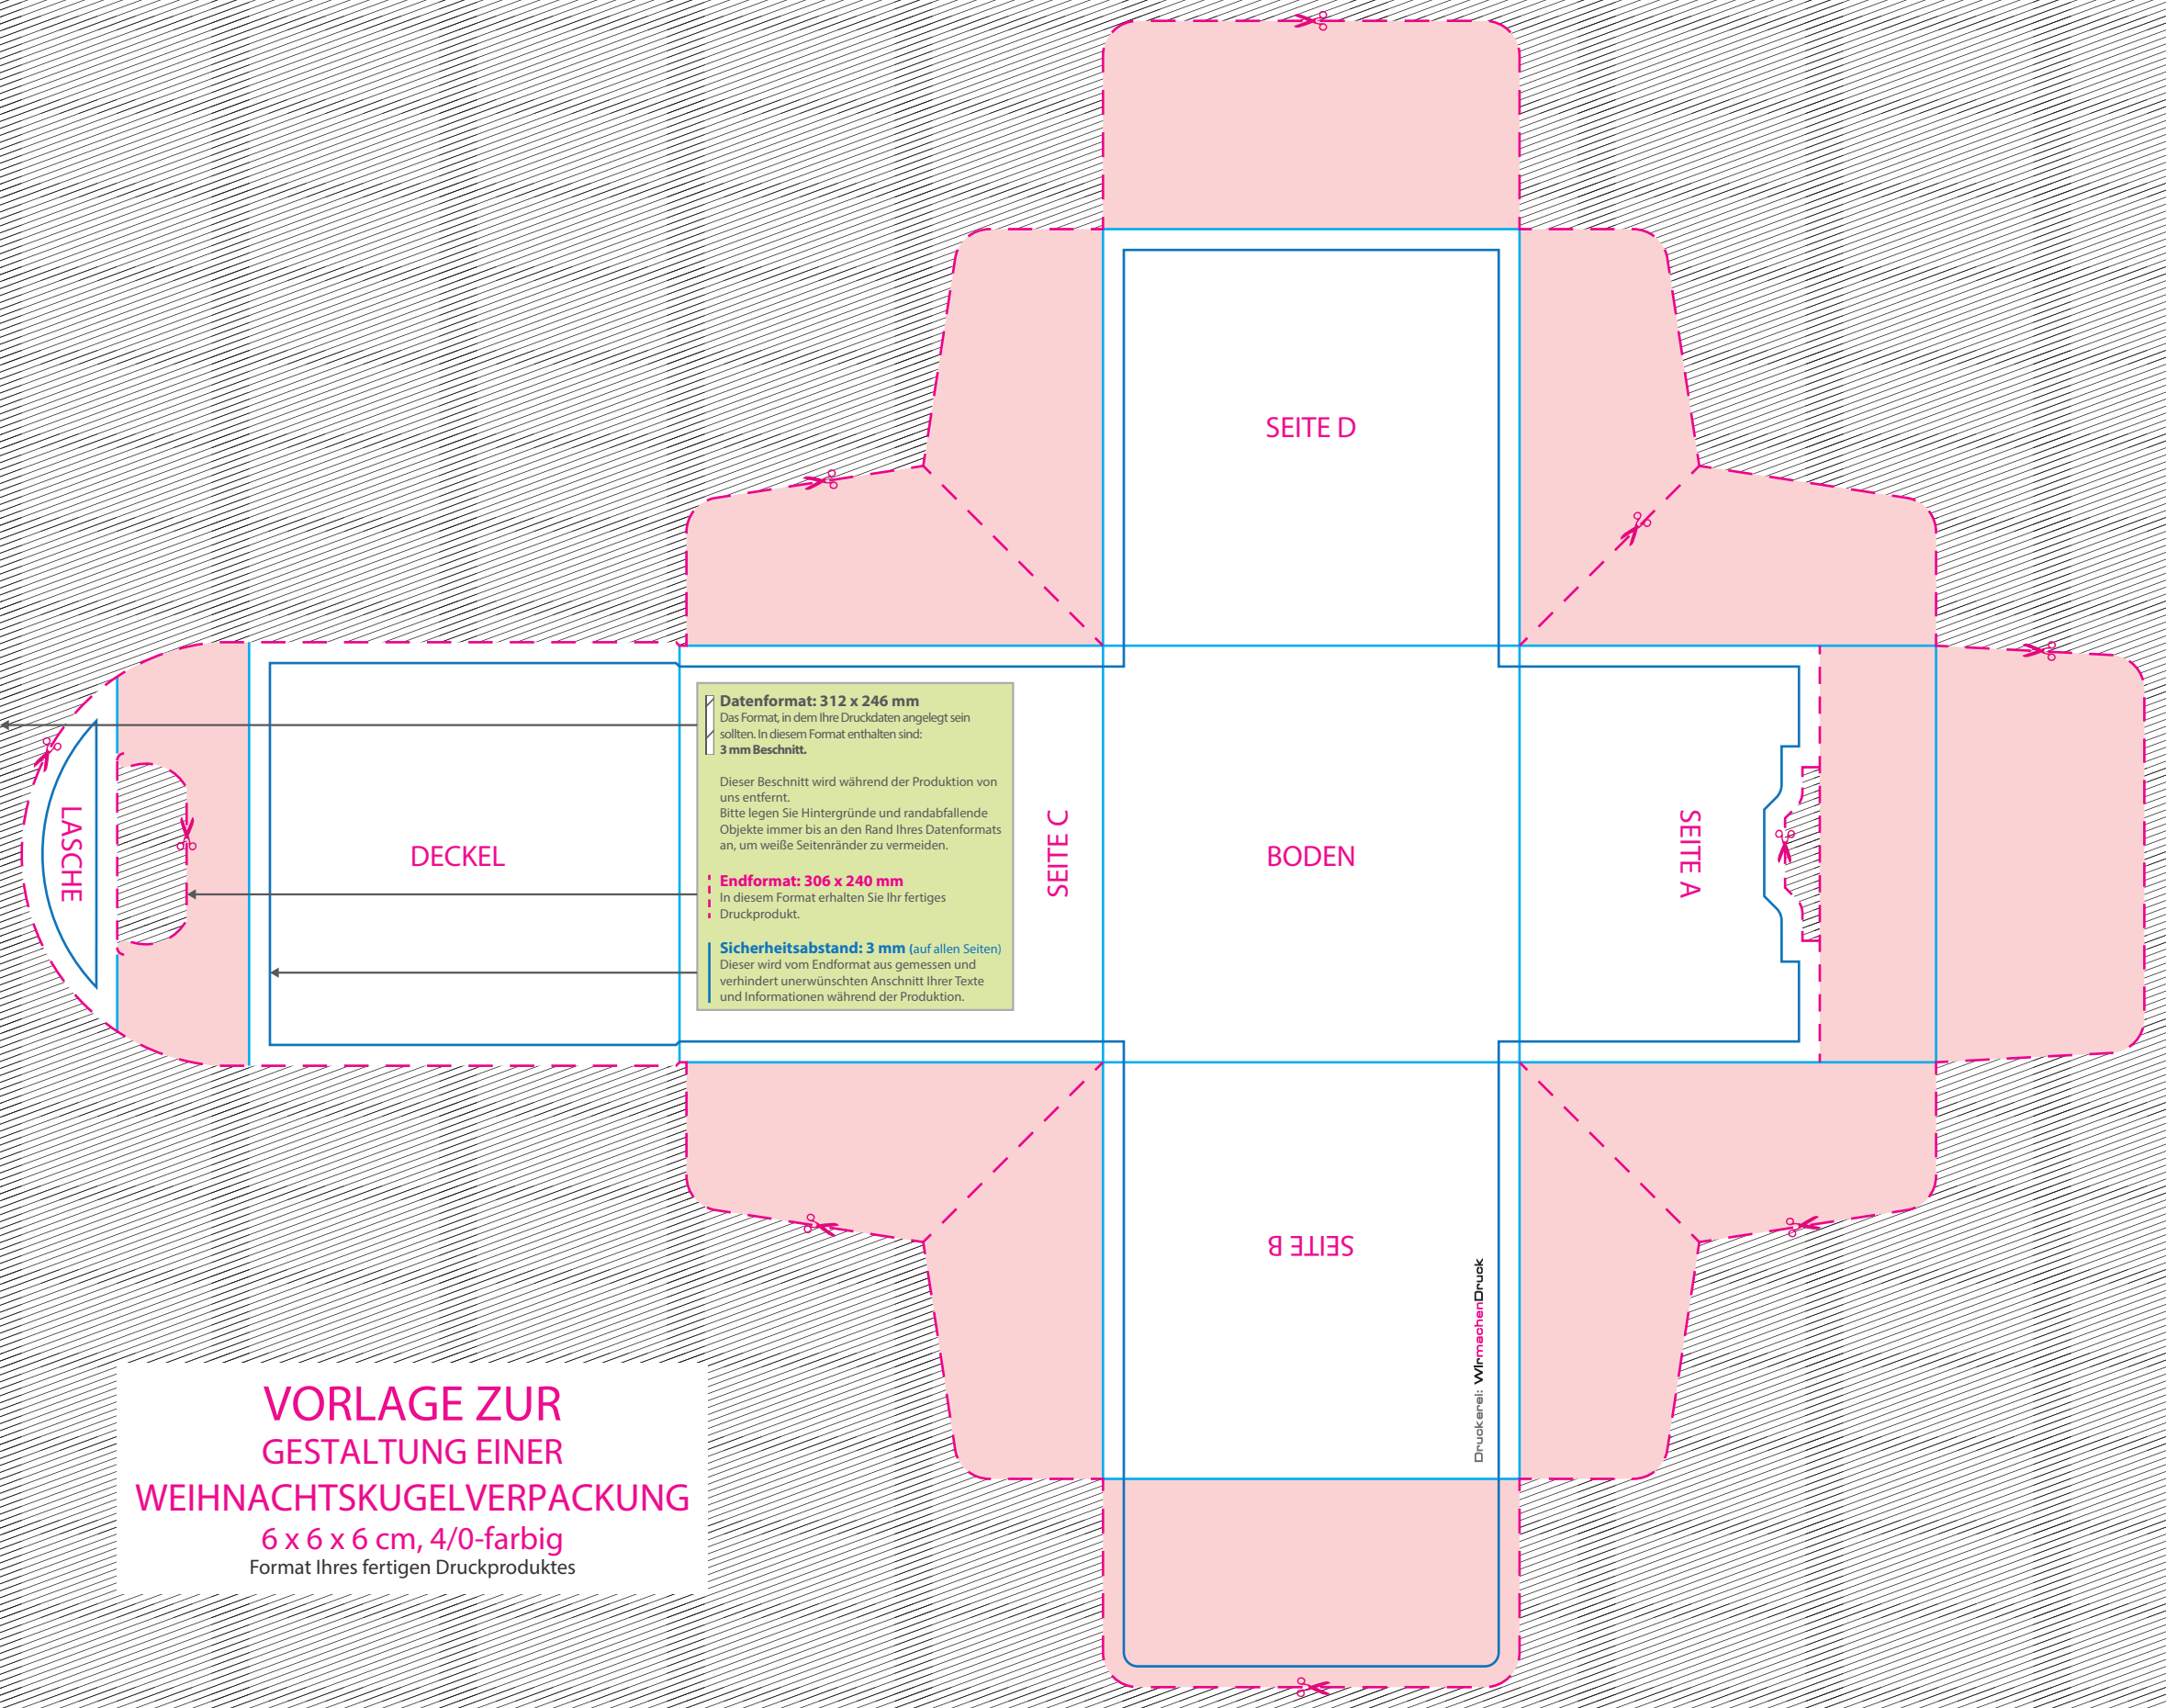 SEITE D
Datenformat: 312 x 246 mm
Das Format, in dem Ihre Druckdaten angelegt sein
sollten. In diesem Format enthalten sind:
3 mm Beschnitt.
Dieser Beschnitt wird während der Produktion von
uns entfernt.
Bitte legen Sie Hintergründe und randabfallende
Objekte immer bis an den Rand Ihres Datenformats
an, um weiße Seitenränder zu vermeiden.
Endformat: 306 x 240 mm
In diesem Format erhalten Sie Ihr fertiges
Druckprodukt.
Sicherheitsabstand: 3 mm (auf allen Seiten)
Dieser wird vom Endformat aus gemessen und
verhindert unerwünschten Anschnitt Ihrer Texte
und Informationen während der Produktion.
LASCHE
DECKEL
SEITE C
BODEN
SEITE A
SEITE B
Druckerei: WirmachenDruck
VORLAGE ZUR
GESTALTUNG EINER
WEIHNACHTSKUGELVERPACKUNG
6 x 6 x 6 cm, 4/0-farbig
Format Ihres fertigen Druckproduktes